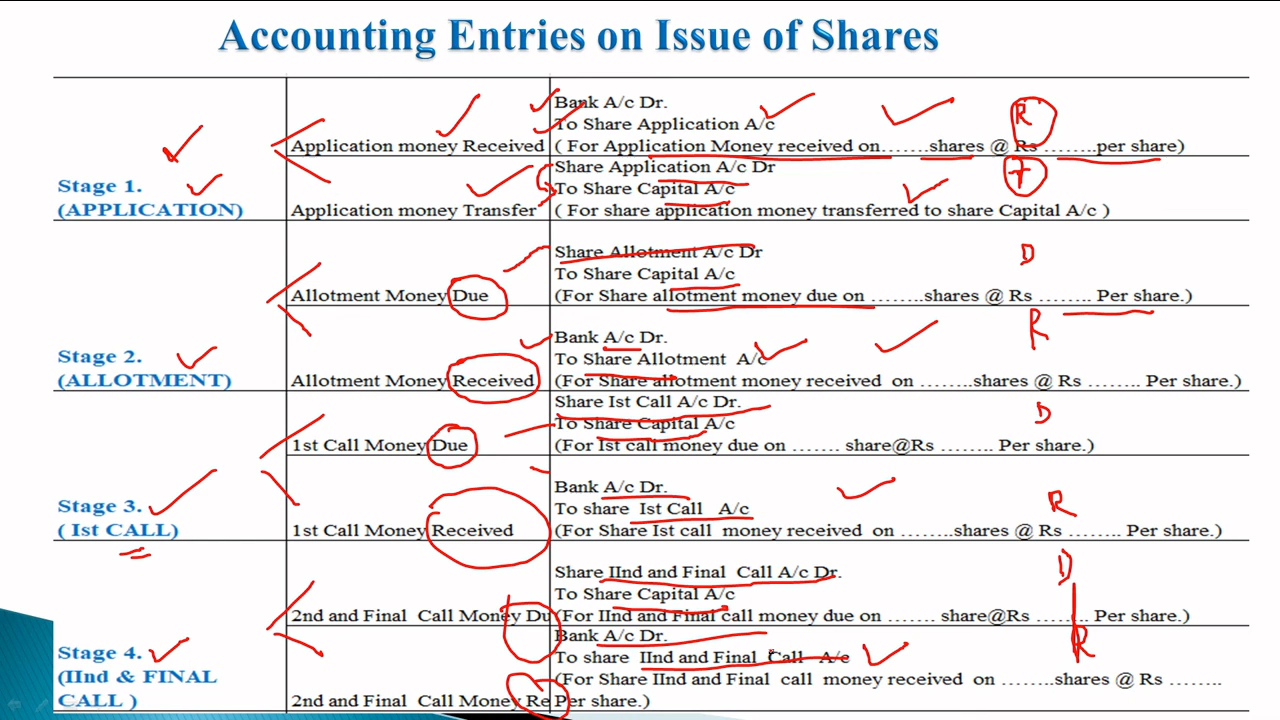 Accounting Entries on Issue of Shares
Stage 1.
(APPLICATION)
Application money Received
Bank A/c Dr.
To Share Application A/c
( For Application Money received on.......shares @ Rs ........per share)
R
Application money Transfer
Share Application A/c Dr
To Share Capital A/c
( For share application money transferred to share Capital A/c )
T
Stage 2.
(ALLOTMENT)
Allotment Money Due
Share Allotment A/c Dr
To Share Capital A/c
(For Share allotment money due on ........shares @ Rs ........ Per share.)
D
Allotment Money Received
Bank A/c Dr.
To Share Allotment A/c
(For Share allotment money received on ........shares @ Rs ........ Per share.)
R
Stage 3.
( Ist CALL)
1st Call Money Due
Share Ist Call A/c Dr.
To Share Capital A/c
(For Ist call money due on ....... share@Rs ........ Per share.)
D
1st Call Money Received
Bank A/c Dr.
To share Ist Call A/c
(For Share Ist call money received on ........shares @ Rs ........ Per share.)
R
Stage 4.
(IInd & FINAL
CALL )
2nd and Final Call Money Du
Share IInd and Final Call A/c Dr.
To Share Capital A/c
(For IInd and Final call money due on ....... share@Rs ........ Per share.)
D
2nd and Final Call Money Re
Bank A/c Dr.
To share IInd and Final Call A/c
(For Share IInd and Final call money received on ........shares @ Rs ........
Per share.)
R